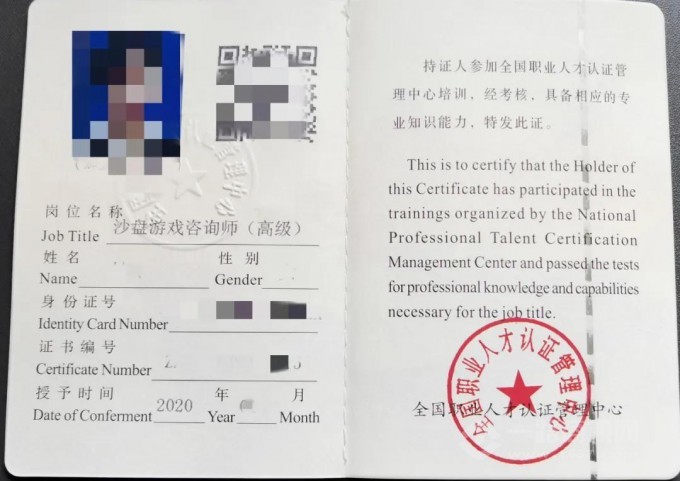 岗位名称
Job Title 沙盘游戏咨询师（高级）
姓名 性别
Name Gender
身份证号
Identity Card Number
证书编号
Certificate Number
授予时间 2020 年 月
Date of Conferment Year Month
持证人参加全国职业人才认证管
理中心培训，经考核，具备相应的专
业知识能力，特发此证。
This is to certify that the Holder of
this Certificate has participated in the
trainings organized by the National
Professional Talent Certification
Management Center and passed the tests
for professional knowledge and capabilities
necessary for the job title.
全国职业人才认证管理中心
全国职业人才认证管理中心